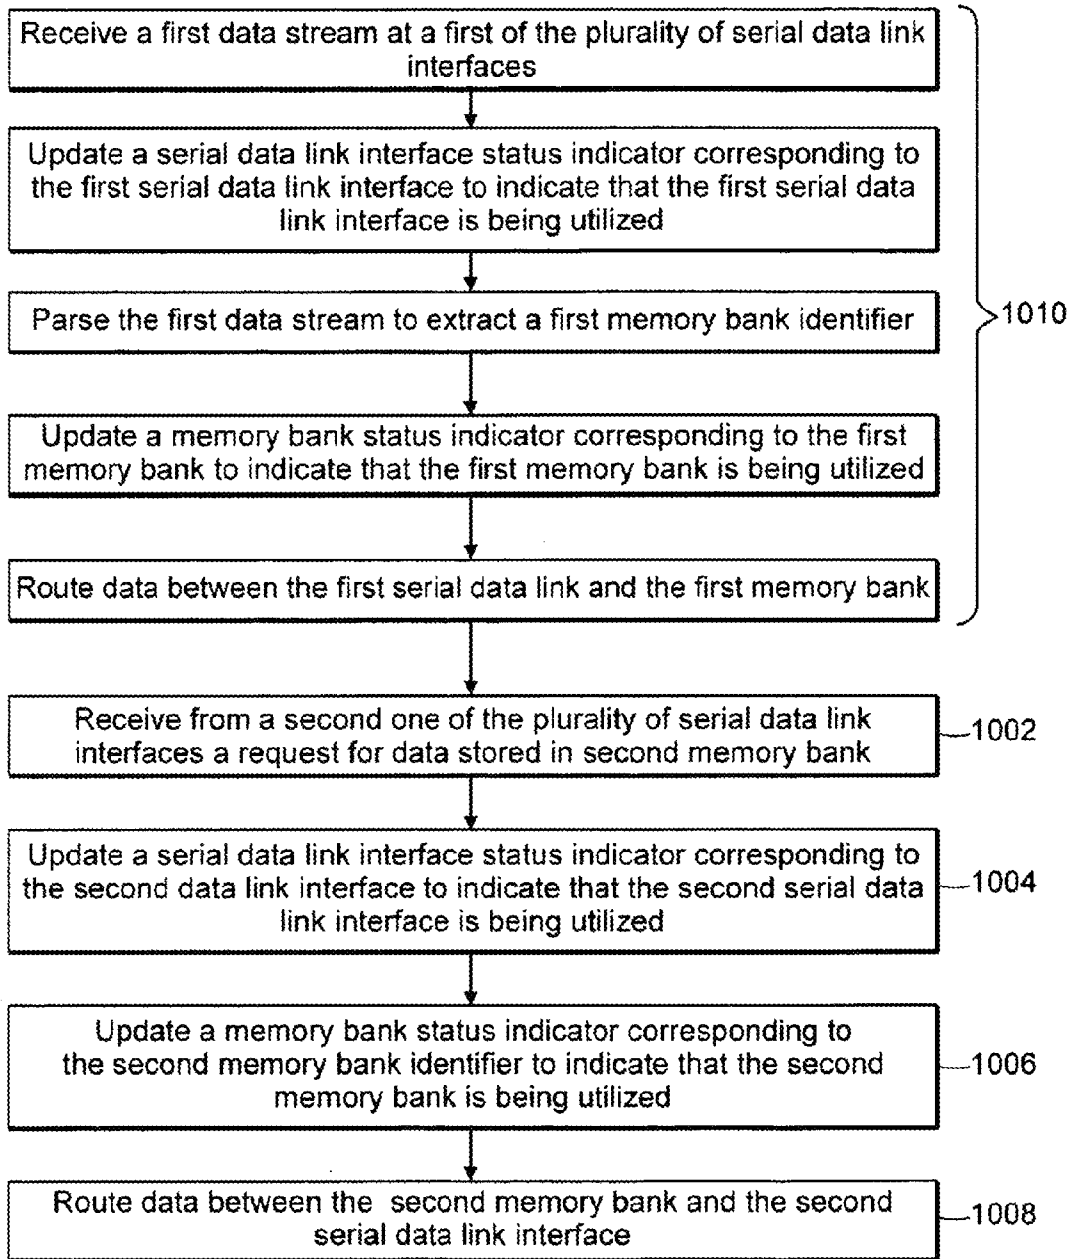 Receive a first data stream at a first of the plurality of serial data link
interfaces
Update a serial data link interface status indicator corresponding to
the first serial data link interface to indicate that the first serial data
link interface is being utilized
Parse the first data stream to extract a first memory bank identifier
1010
Update a memory bank status indicator corresponding to the first
memory bank to indicate that the first memory bank is being utilized
Route data between the first serial data link and the first memory bank
Receive from a second one of the plurality of serial data link
interfaces a request for data stored in second memory bank
1002
Update a serial data link interface status indicator corresponding to
the second data link interface to indicate that the second serial data
link interface is being utilized
1004
Update a memory bank status indicator corresponding to
the second memory bank identifier to indicate that the second
memory bank is being utilized
1006
Route data between the second memory bank and the second
serial data link interface
1008